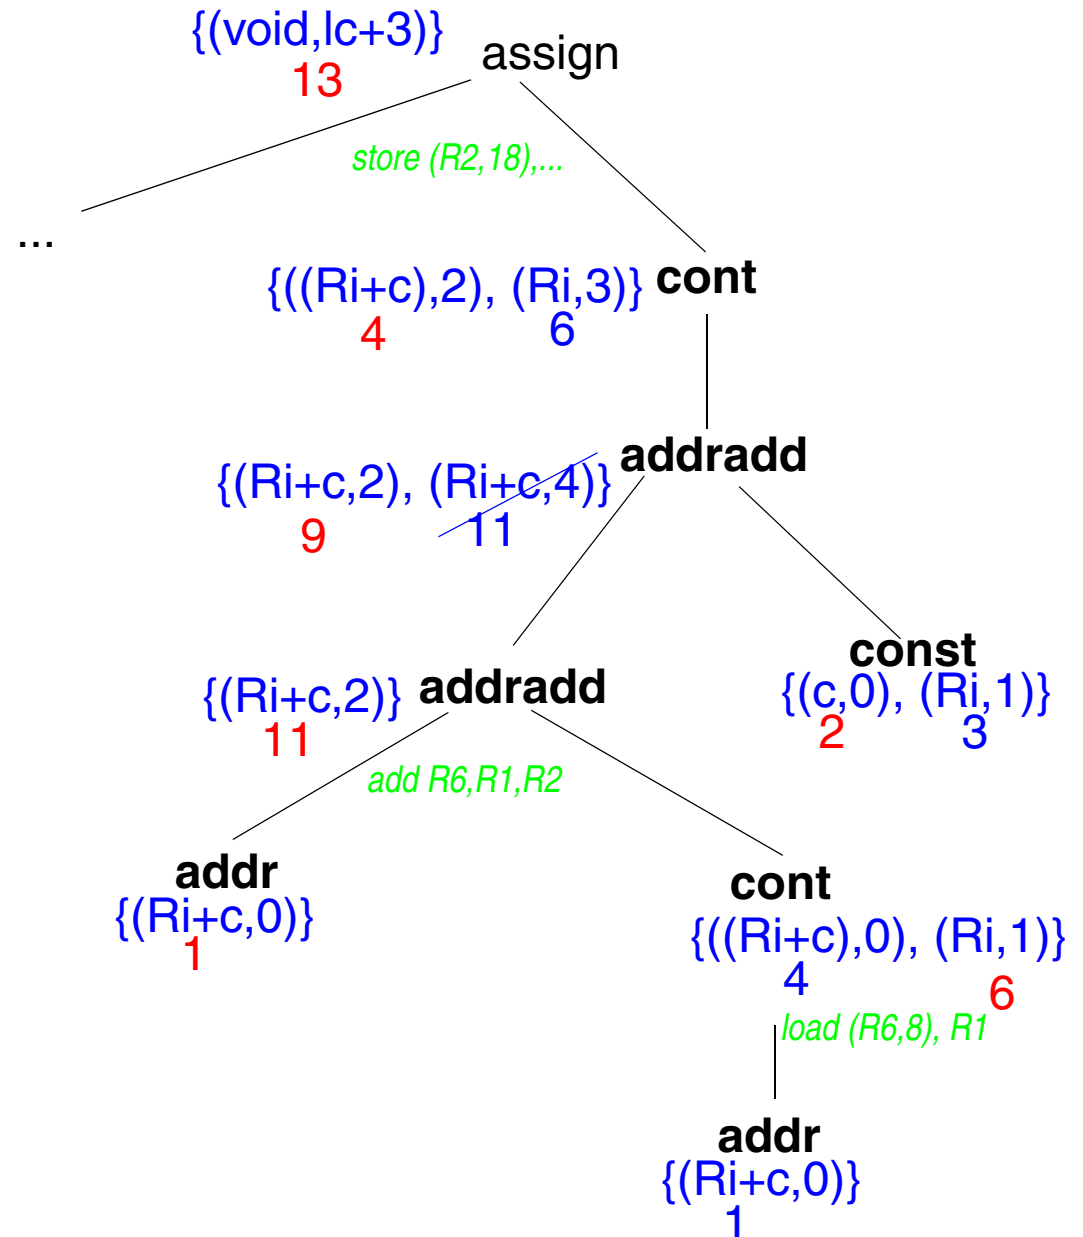 {(void,lc+3)} assign
13
store (R2,18),...
...
{((Ri+c),2), (Ri,3)} cont
4 6
{(Ri+c,2), (Ri+c,4)} addradd
9 11
const
{(c,0), (Ri,1)}
2 3
{(Ri+c,2)} addradd
11
add R6,R1,R2
addr
{(Ri+c,0)}
1
cont
{((Ri+c),0), (Ri,1)}
4 6
load (R6,8), R1
addr
{(Ri+c,0)}
1